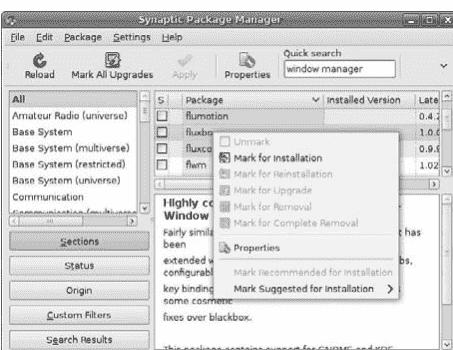 Synaptic Package Manager
File Edit Package Settings Help
Reload Mark All Upgrades Apply Properties
Quick search
window manager
All
Amateur Radio (universe)
Base System
Base System (multiverse)
Base System (restricted)
Base System (universe)
Communication
Communication (multiverse
Sections
Status
Origin
Custom Filters
Search Results
S Package Installed Version Late
flumotion 0.4.2
fluxbo 1.0.
fluxco 0.9.
flwm 1.02
Unmark
Mark for Installation
Mark for Reinstallation
Mark for Upgrade
Mark for Removal
Mark for Complete Removal
Properties
Mark Recommended for Installation
Mark Suggested for Installation
Highly co
Window
Fairly simila t has
been
extended w bs,
configurabl
key binding
some cosmetic
fixes over blackbox.
This package contains support for GNOME and KDE